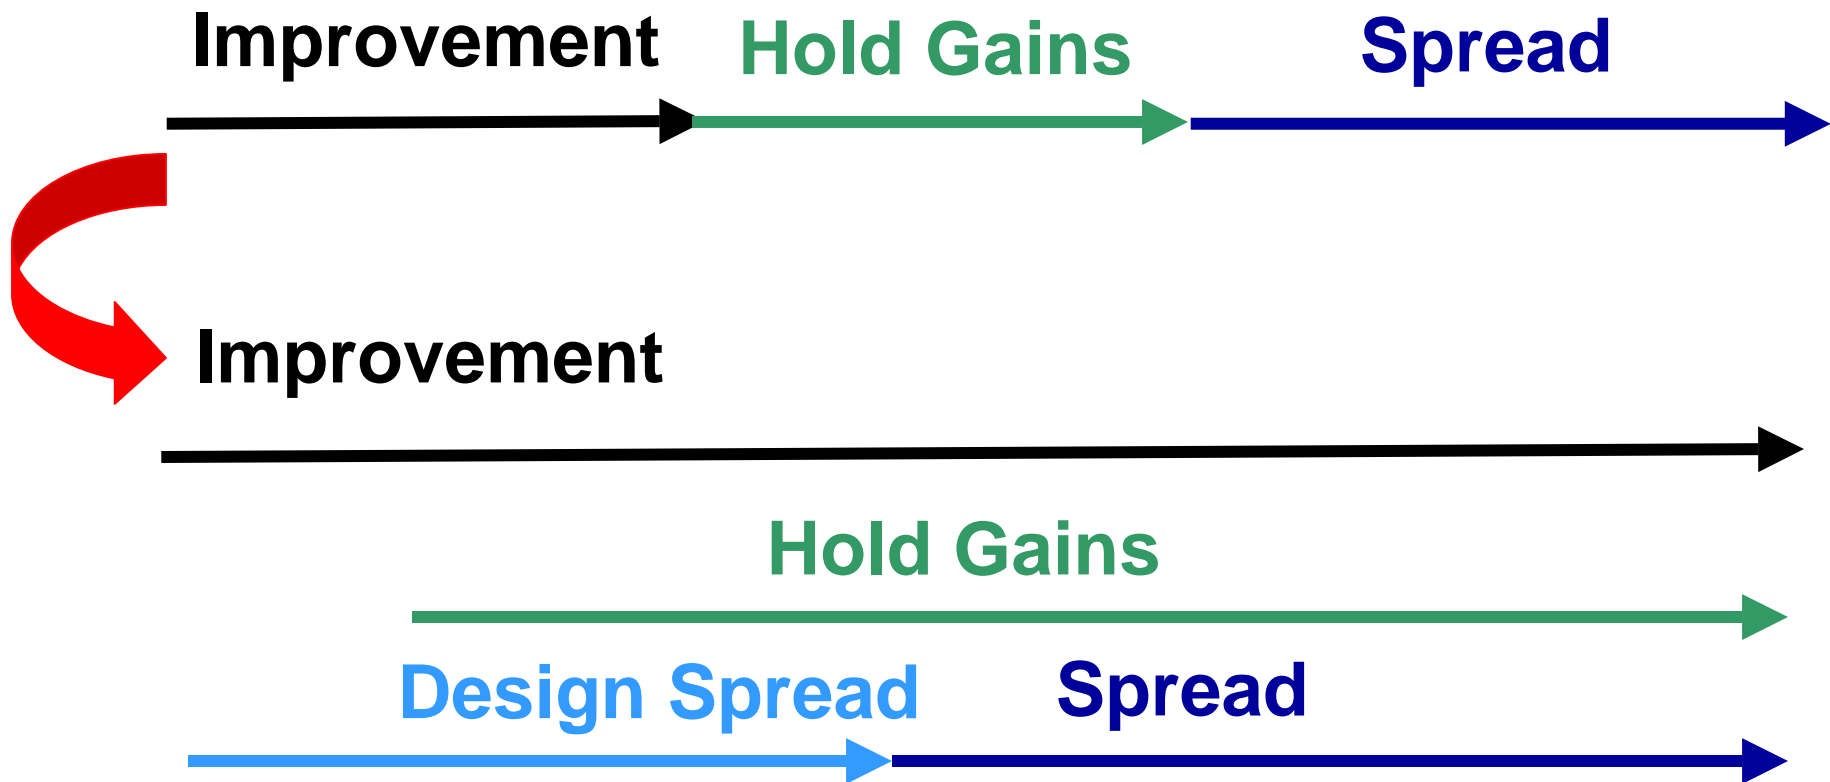 Improvement Hold Gains Spread
Improvement
Hold Gains
Design Spread Spread